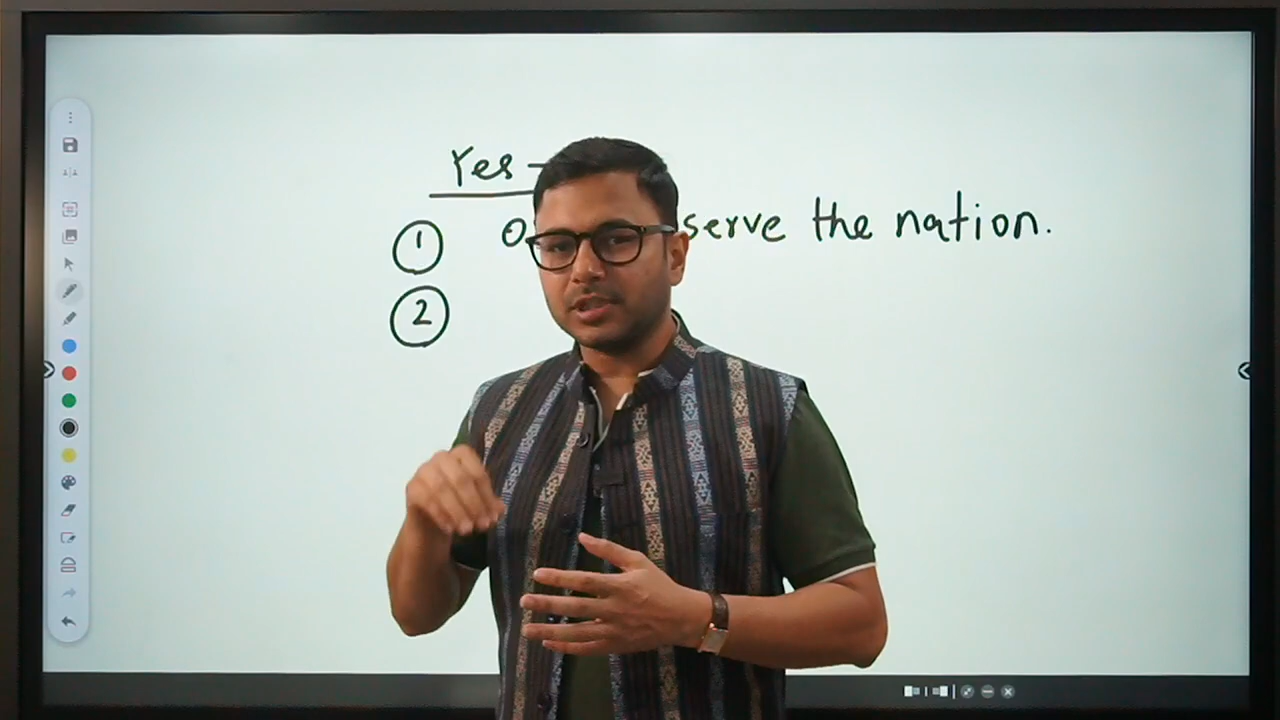 Yes -
① serve the nation.
②